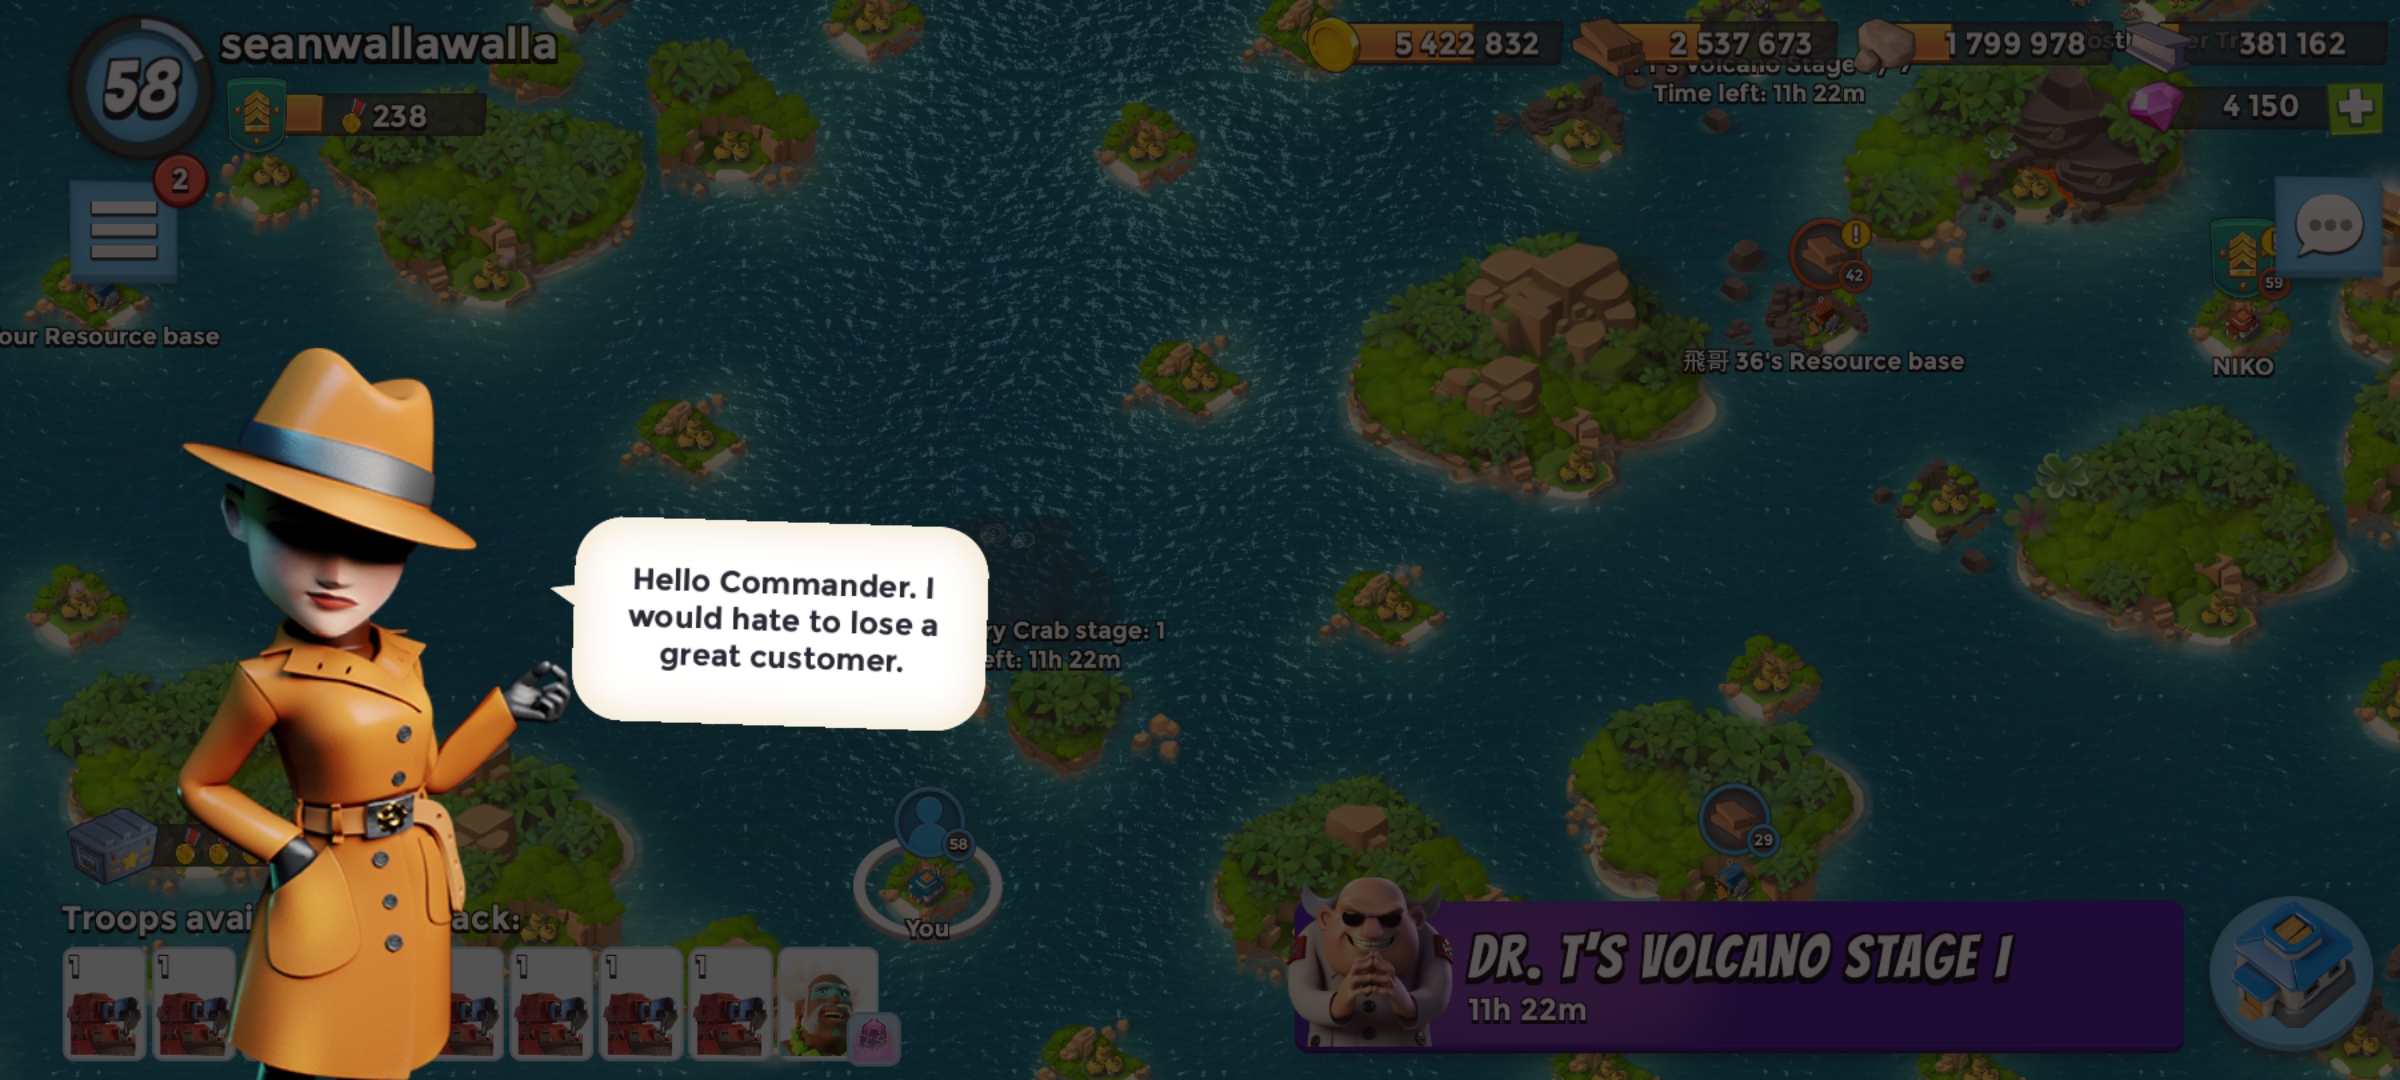 58
seanwallawalla
238
2
5 422 832
2 537 673
1 799 978
381 162
4 150
Time left: 11h 22m
42
59
our Resource base
飛哥 36's Resource base
NIKO
Hello Commander. I
would hate to lose a
great customer.
ry Crab stage: 1
eft: 11h 22m
58
You
29
Troops avai ack:
1
1
1
1
1
DR. T'S VOLCANO STAGE I
11h 22m